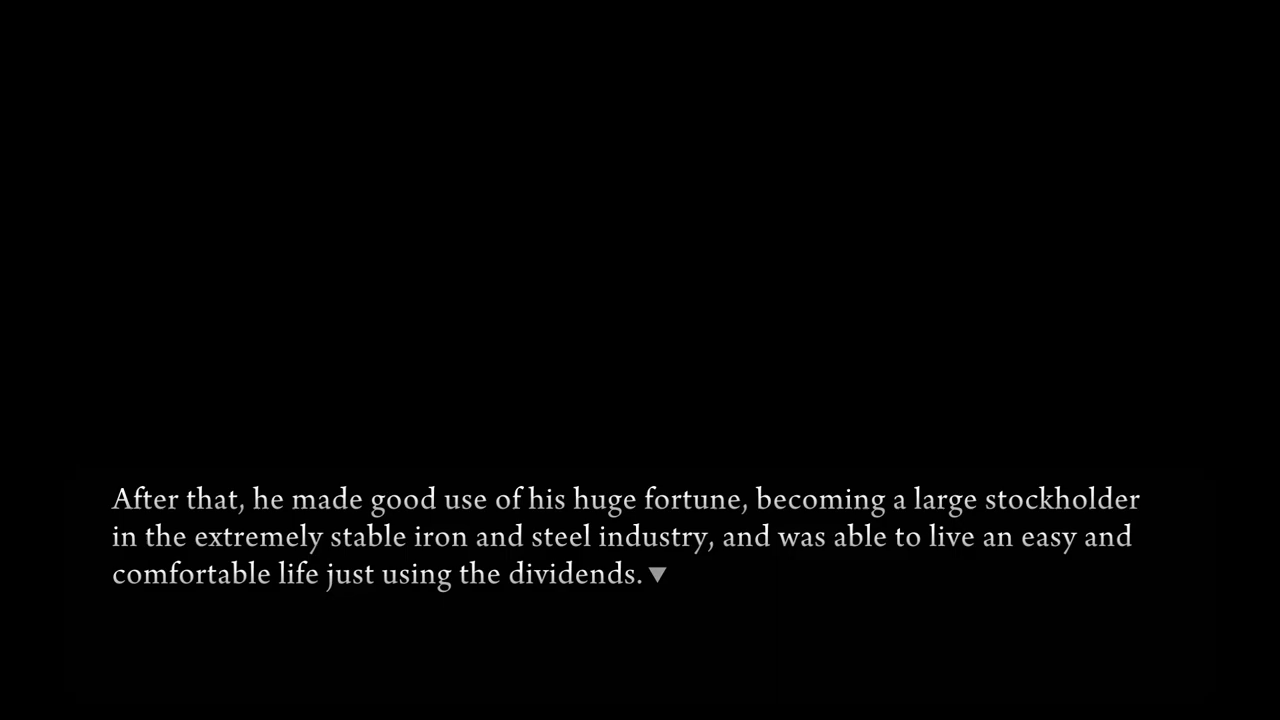 After that, he made good use of his huge fortune, becoming a large stockholder
in the extremely stable iron and steel industry, and was able to live an easy and
comfortable life just using the dividends.